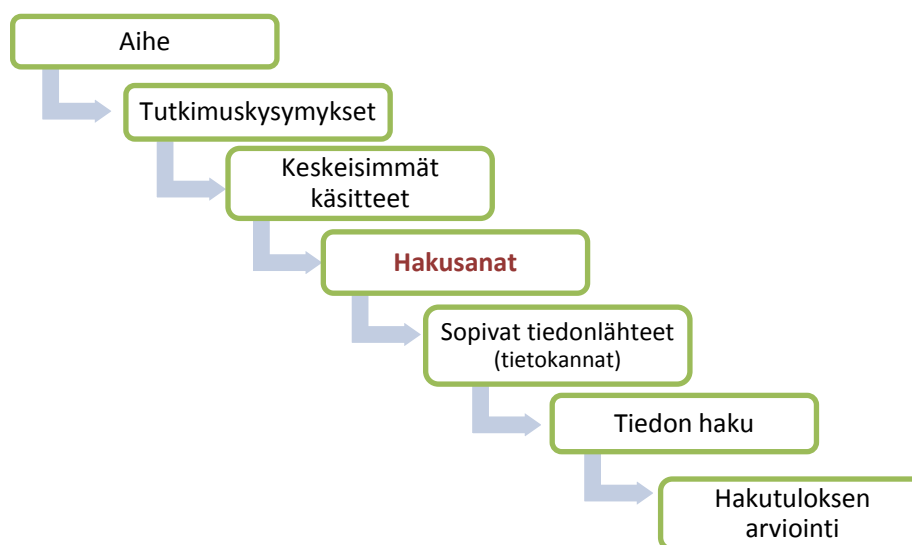 Aihe
Tutkimuskysymykset
Keskeisimmät
käsitteet
Hakusanat
Sopivat tiedonlähteet
(tietokannat)
Tiedon haku
Hakutuloksen
arviointi